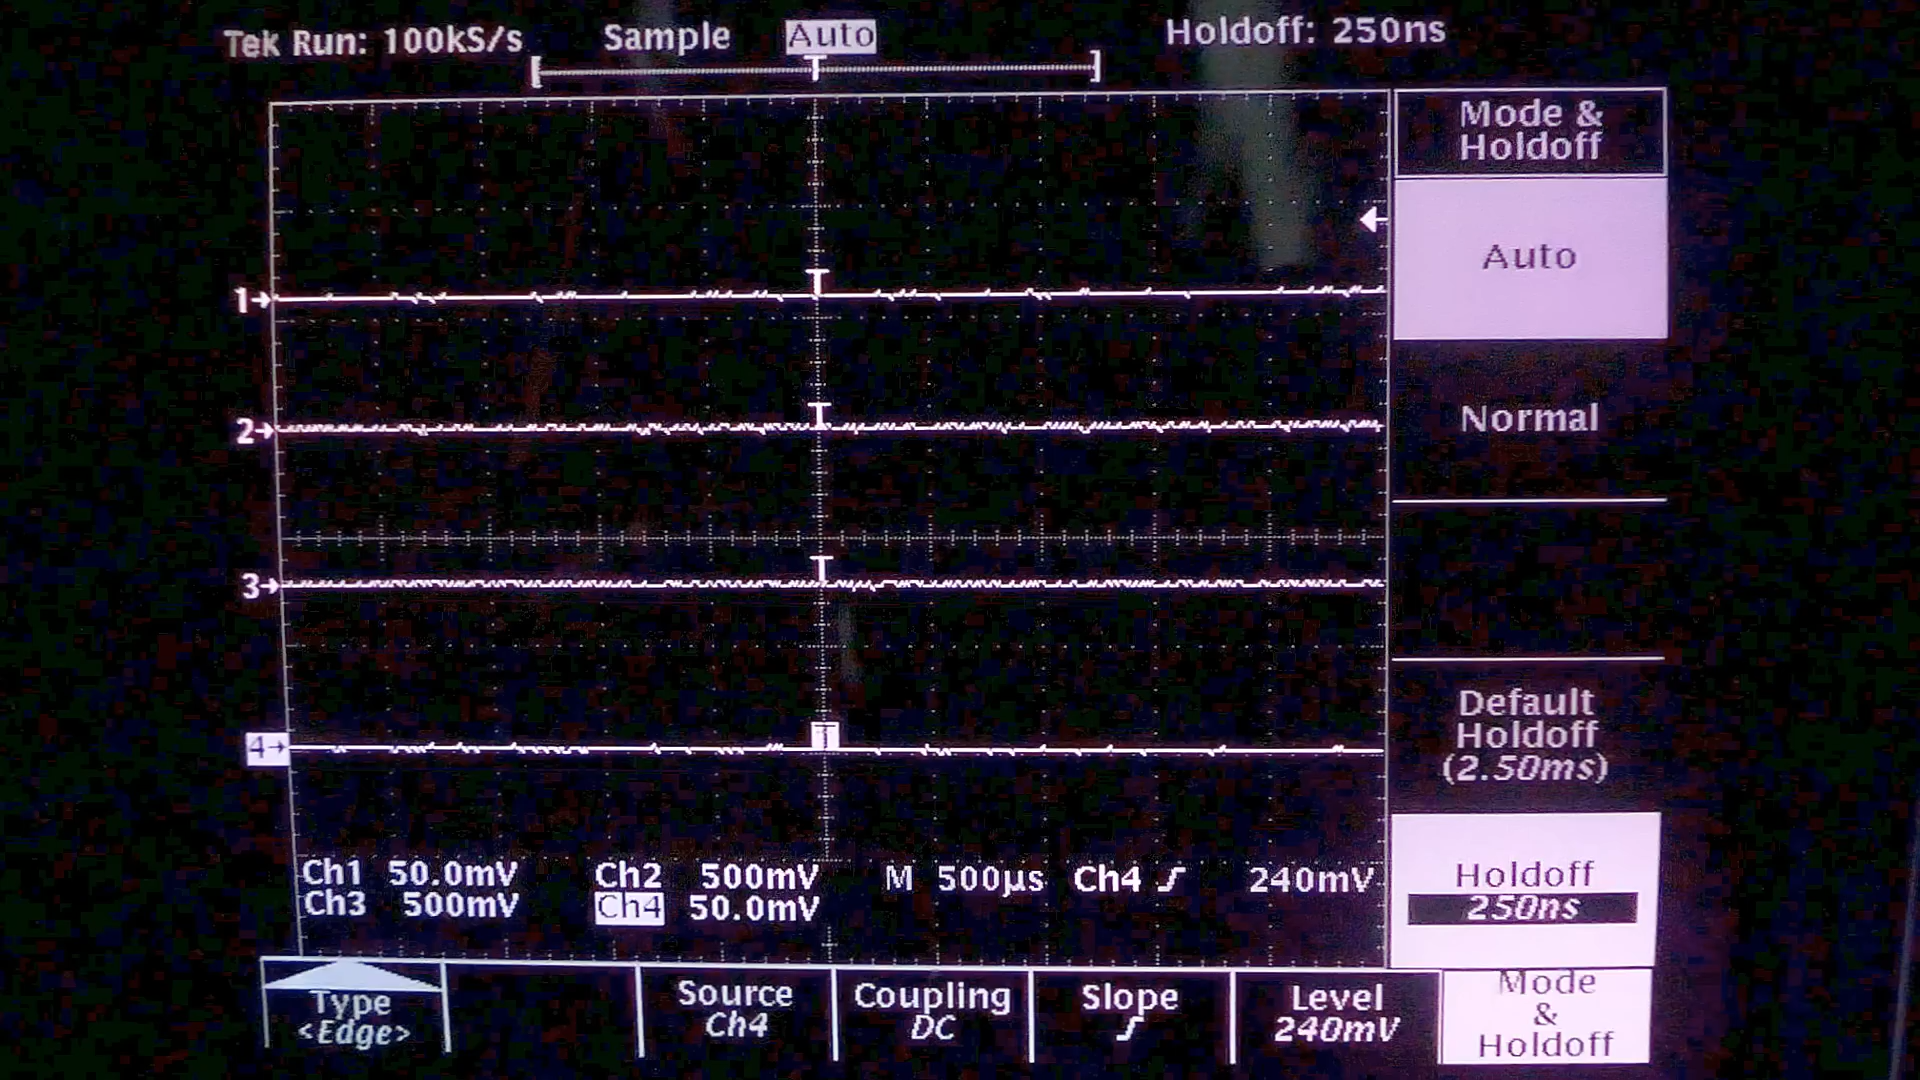 Tek Run: 100kS/s Sample Auto Holdoff: 250ns
T
Mode &
Holdoff
Auto
Normal
Default
Holdoff
(2.50ms)
Holdoff
250ns
T
1→
T
2→
T
3→
T
4→
Ch1 50.0mV Ch2 500mV M 500µs Ch4 240mV
Ch3 500mV Ch4 50.0mV
Type
<Edge>
Source
Ch4
Coupling
DC
Slope
Level
240mV
Mode
&
Holdoff